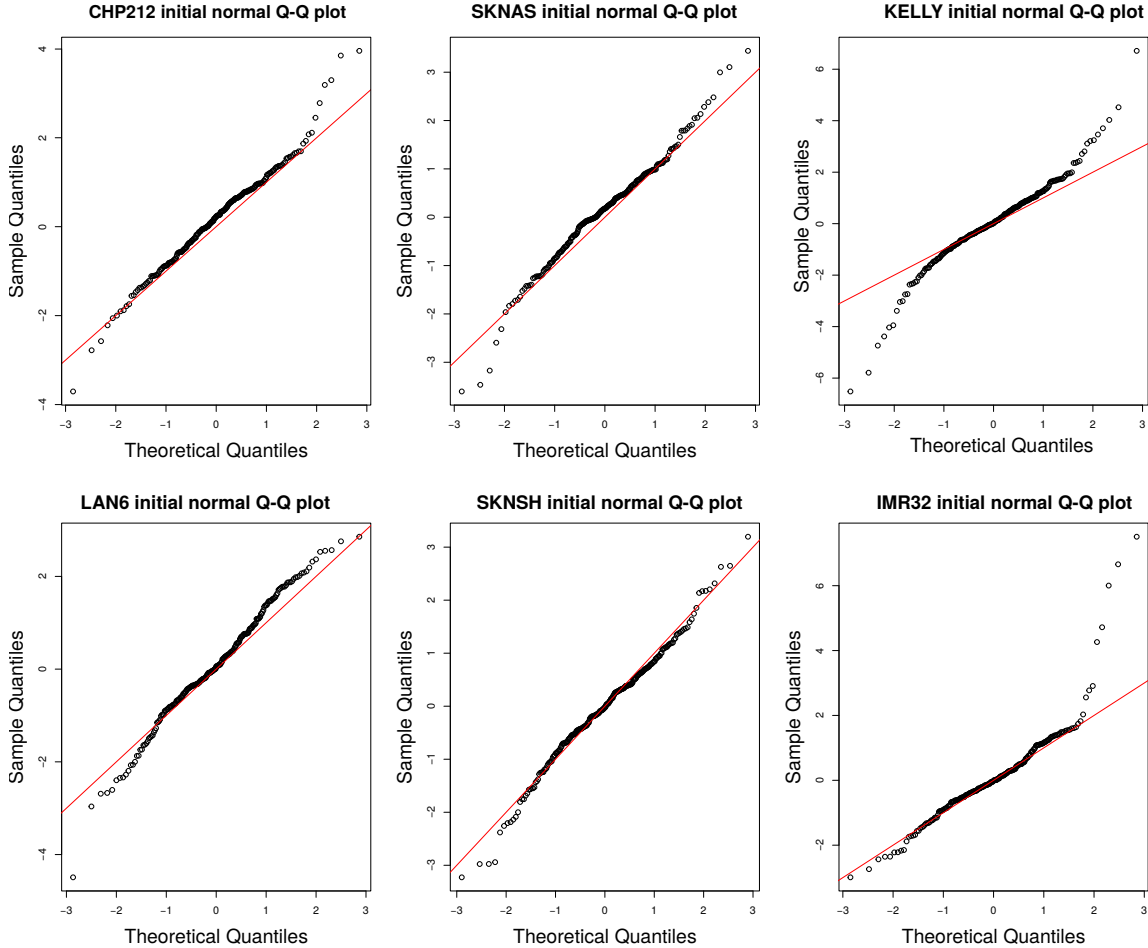 CHP212 initial normal Q-Q plot
SKNAS initial normal Q-Q plot
KELLY initial normal Q-Q plot
Sample Quantiles
4
2
0
−2
−4
Sample Quantiles
3
2
1
0
−1
−2
−3
Sample Quantiles
6
4
2
0
−2
−4
−6
−3 −2 −1 0 1 2 3
−3 −2 −1 0 1 2 3
−3 −2 −1 0 1 2 3
Theoretical Quantiles
Theoretical Quantiles
Theoretical Quantiles
LAN6 initial normal Q-Q plot
SKNSH initial normal Q-Q plot
IMR32 initial normal Q-Q plot
Sample Quantiles
2
0
−2
−4
Sample Quantiles
3
2
1
0
−1
−2
−3
Sample Quantiles
6
4
2
0
−2
−3 −2 −1 0 1 2 3
−3 −2 −1 0 1 2 3
−3 −2 −1 0 1 2 3
Theoretical Quantiles
Theoretical Quantiles
Theoretical Quantiles